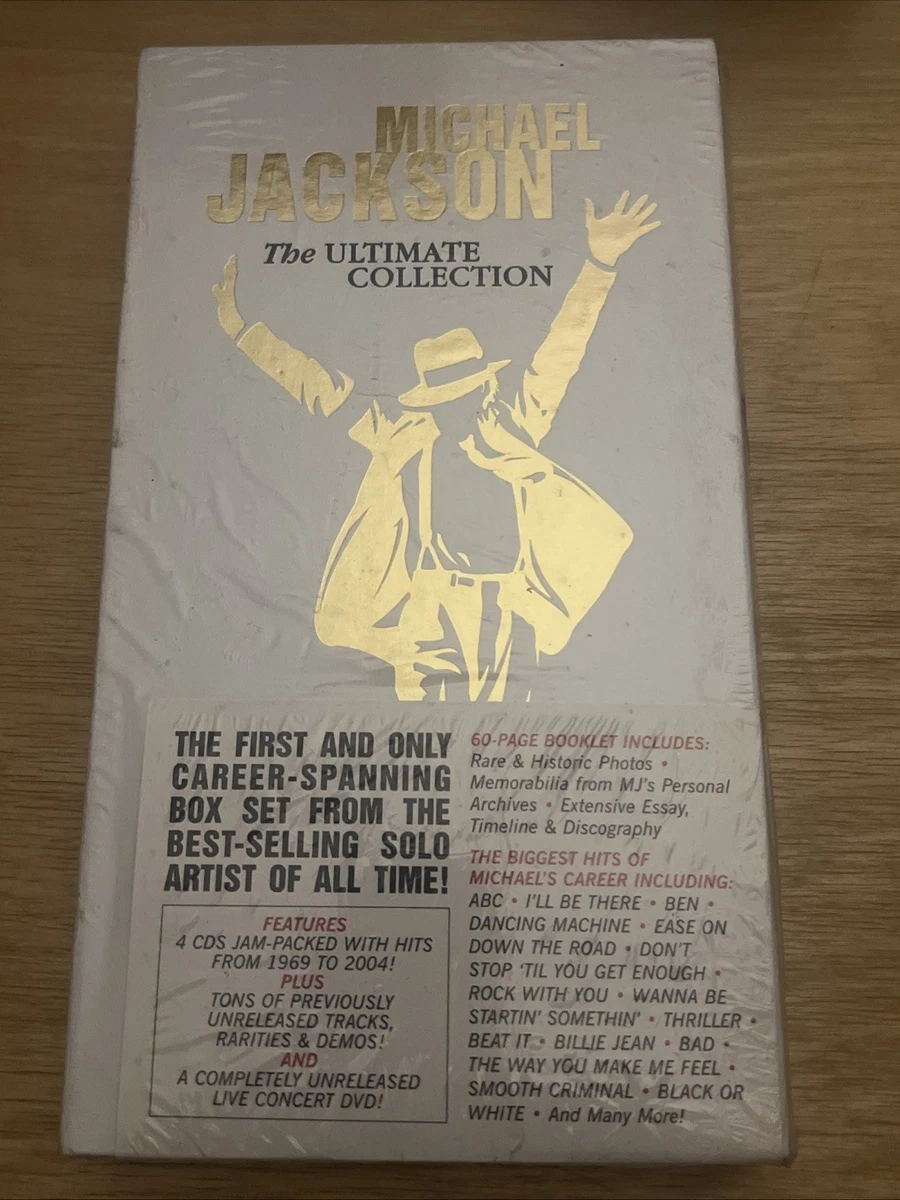 MICHAEL
JACKSON
The ULTIMATE
COLLECTION
THE FIRST AND ONLY
CAREER-SPANNING
BOX SET FROM THE
BEST-SELLING SOLO
ARTIST OF ALL TIME!
FEATURES
4 CDS JAM-PACKED WITH HITS
FROM 1969 TO 2004!
PLUS
TONS OF PREVIOUSLY
UNRELEASED TRACKS,
RARITIES & DEMOS!
AND
A COMPLETELY UNRELEASED
LIVE CONCERT DVD!
60-PAGE BOOKLET INCLUDES:
Rare & Historic Photos •
Memorabilia from MJ's Personal
Archives • Extensive Essay,
Timeline & Discography
THE BIGGEST HITS OF
MICHAEL'S CAREER INCLUDING:
ABC • I'LL BE THERE • BEN •
DANCING MACHINE • EASE ON
DOWN THE ROAD • DON'T
STOP 'TIL YOU GET ENOUGH •
ROCK WITH YOU • WANNA BE
STARTIN' SOMETHIN' • THRILLER •
BEAT IT • BILLIE JEAN • BAD •
THE WAY YOU MAKE ME FEEL •
SMOOTH CRIMINAL • BLACK OR
WHITE • And Many More!